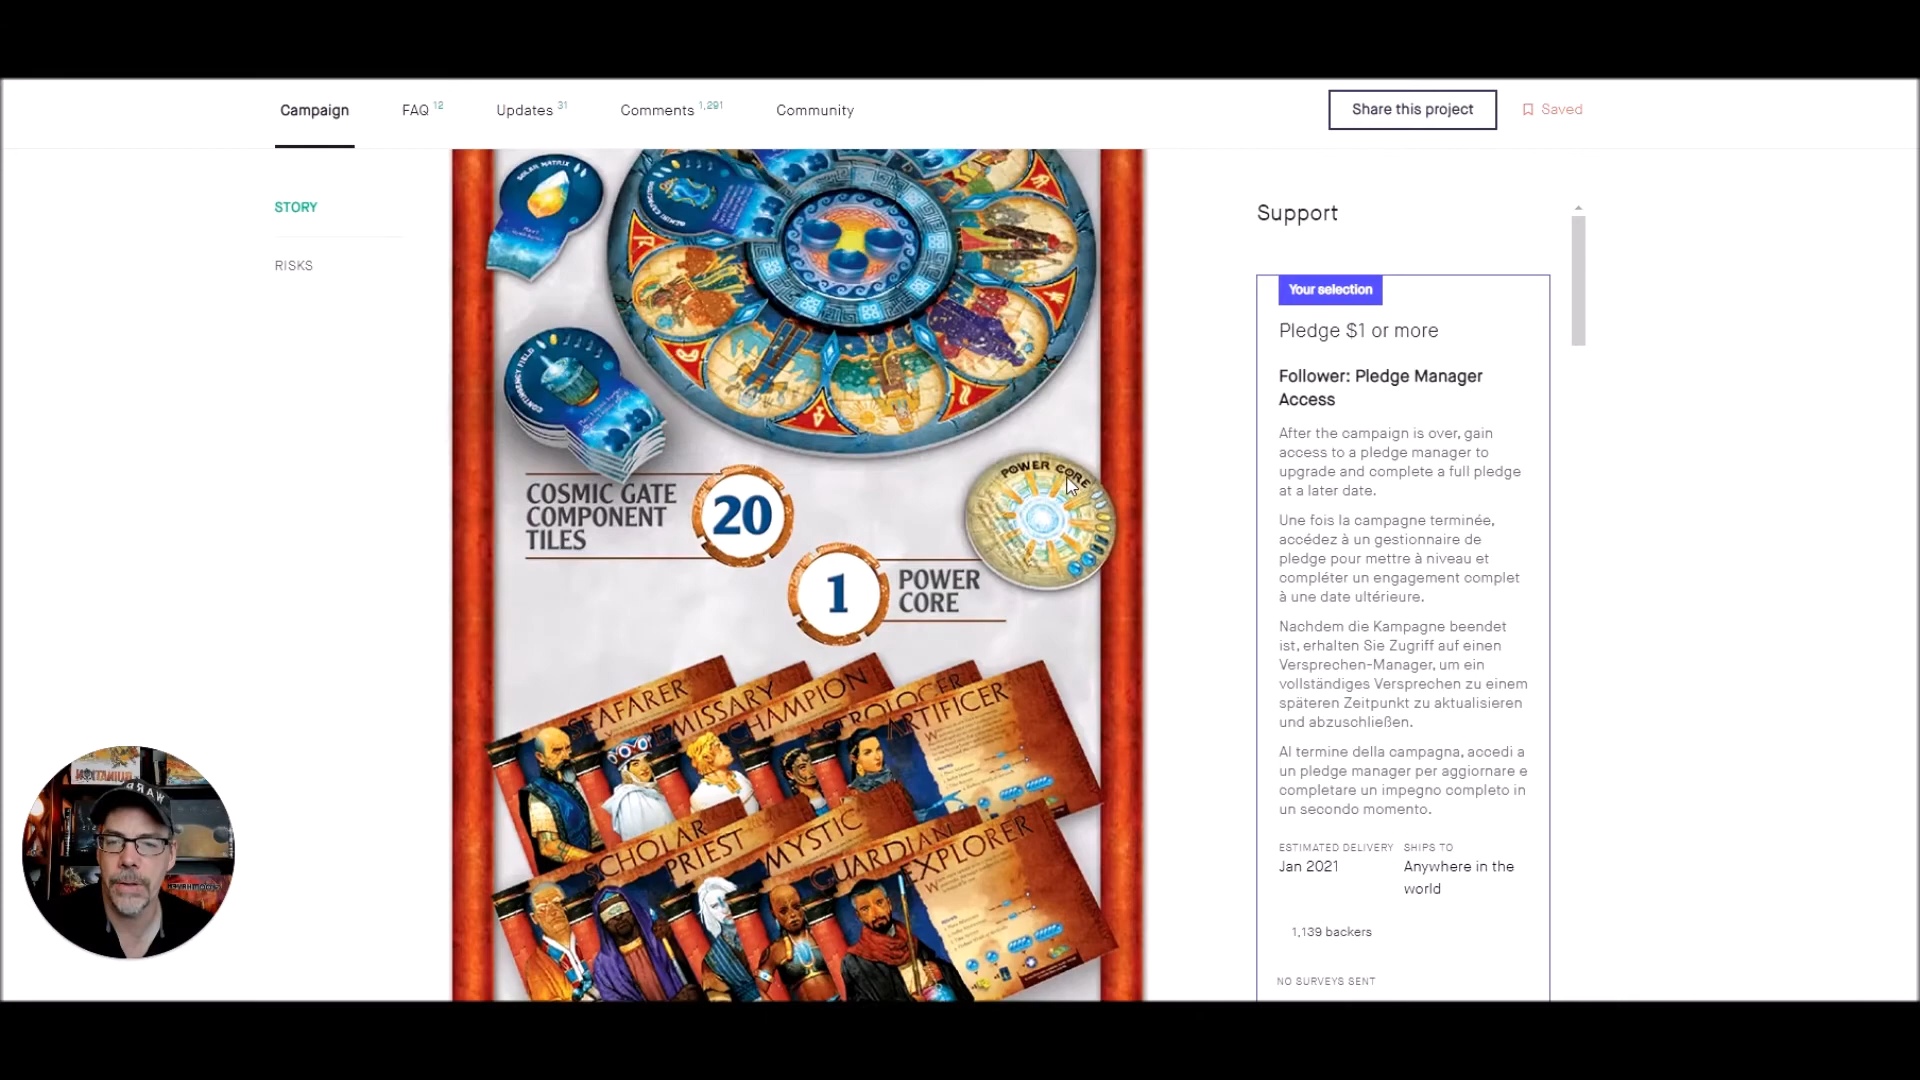 Campaign
FAQ 12
Updates 31
Comments 1,291
Community
Share this project
Saved
STORY
RISKS
SOLAR MATRIX
CONTINGENCY FIELD
POWER CORE
COSMIC GATE
COMPONENT
TILES
20
1
POWER
CORE
SEAFARER
EMISSARY
CHAMPION
ASTROLOGER
ARTIFICER
SCHOLAR
PRIEST
MYSTIC
GUARDIAN
EXPLORER
Support
Your selection
Pledge $1 or more
Follower: Pledge Manager
Access
After the campaign is over, gain
access to a pledge manager to
upgrade and complete a full pledge
at a later date.
Une fois la campagne terminée,
accédez à un gestionnaire de
pledge pour mettre à niveau et
compléter un engagement complet
à une date ultérieure.
Nachdem die Kampagne beendet
ist, erhalten Sie Zugriff auf einen
Versprechen-Manager, um ein
vollständiges Versprechen zu einem
späteren Zeitpunkt zu aktualisieren
und abzuschließen.
Al termine della campagna, accedi a
un pledge manager per aggiornare e
completare un impegno completo in
un secondo momento.
ESTIMATED DELIVERY
Jan 2021
SHIPS TO
Anywhere in the
world
1,139 backers
NO SURVEYS SENT